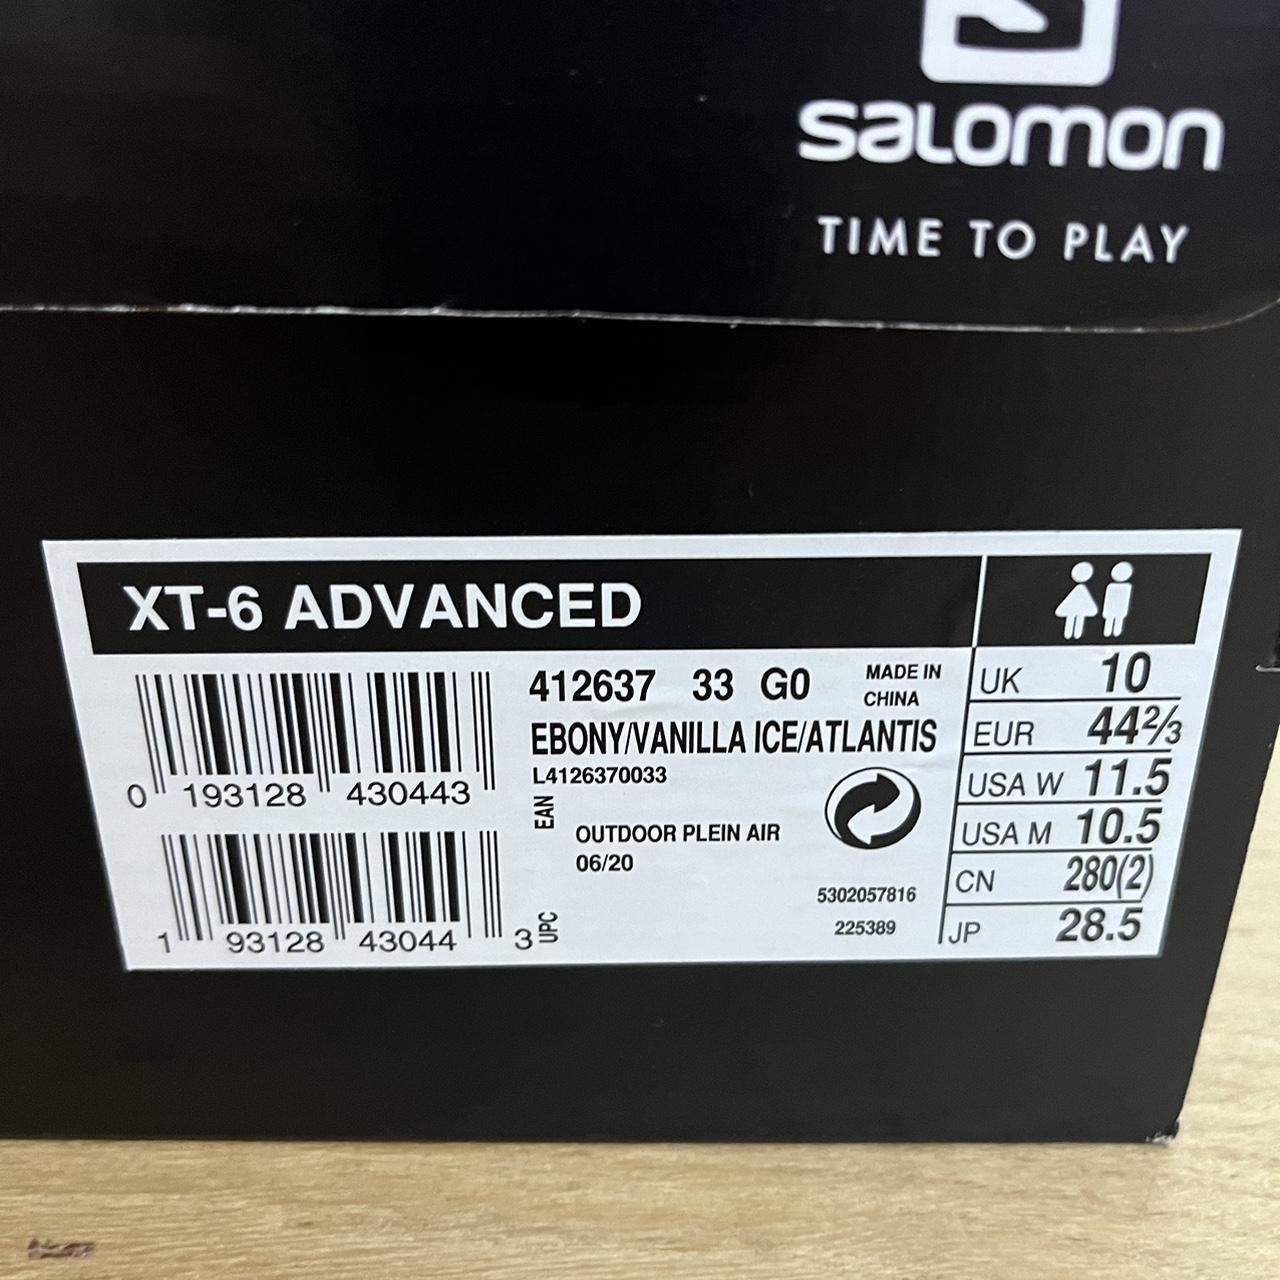 SALOMON
TIME TO PLAY
XT-6 ADVANCED
412637 33 G0
MADE IN
CHINA
EBONY/VANILLA ICE/ATLANTIS
L4126370033
0 193128 430443
EAN
OUTDOOR PLEIN AIR
06/20
5302057816
225389
1 93128 43044 3
UPC
UK 10
EUR 44⅔
USA W 11.5
USA M 10.5
CN 280(2)
JP 28.5